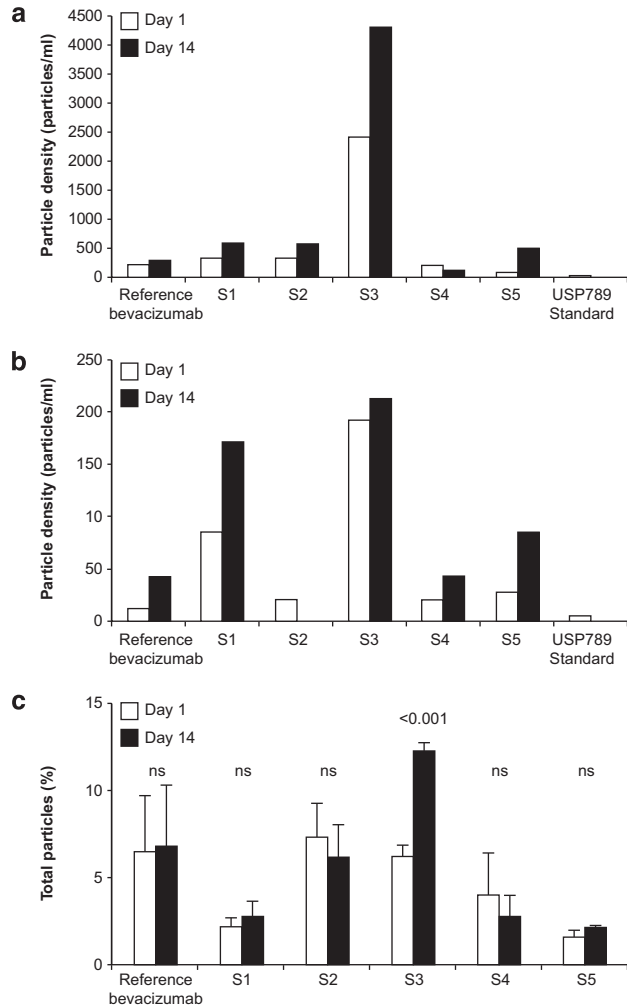 a
Day 1
Day 14
Particle density (particles/ml)
4500
4000
3500
3000
2500
2000
1500
1000
500
0
Reference bevacizumab
S1
S2
S3
S4
S5
USP789 Standard
b
Day 1
Day 14
Particle density (particles/ml)
250
200
150
10
50
0
Reference bevacizumab
S1
S2
S3
S4
S5
USP789 Standard
c
Day 1
Day 14
Total particles (%)
15
10
5
0
ns
ns
ns
<0.001
ns
ns
Reference bevacizumab
S1
S2
S3
S4
S5